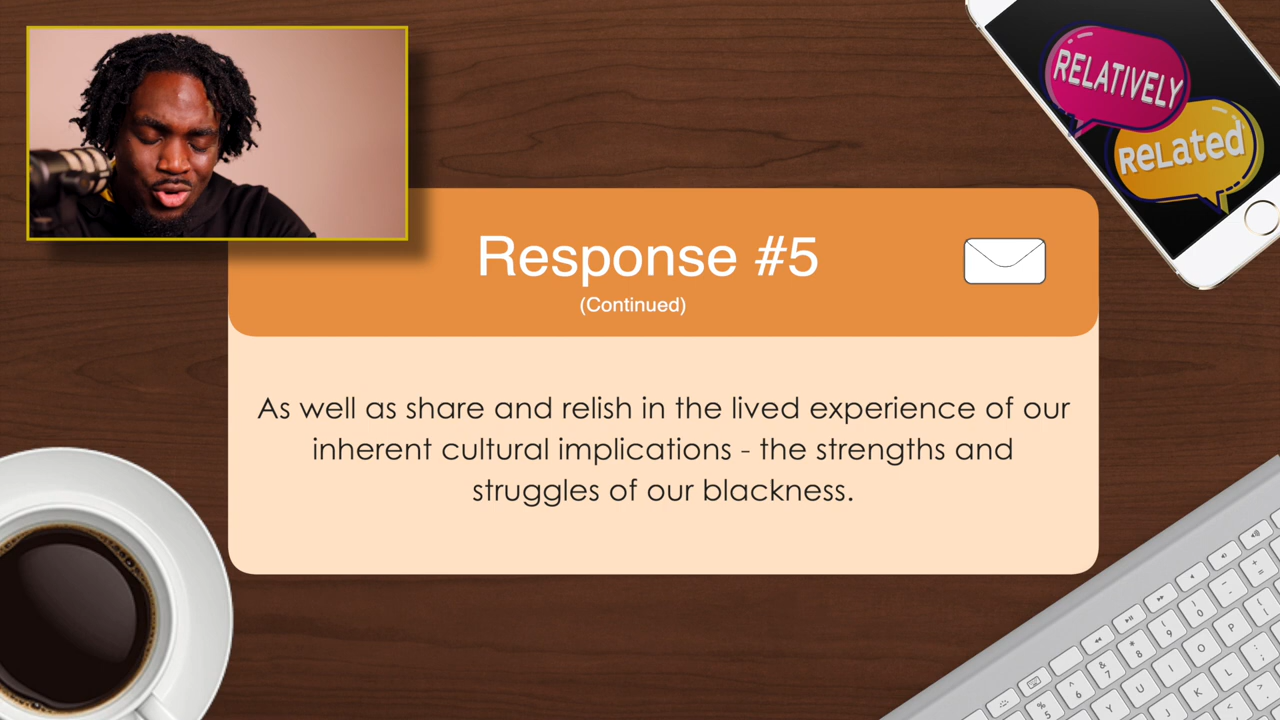 RELATIVELY
ReLated
Response #5
(Continued)
As well as share and relish in the lived experience of our
inherent cultural implications - the strengths and
struggles of our blackness.